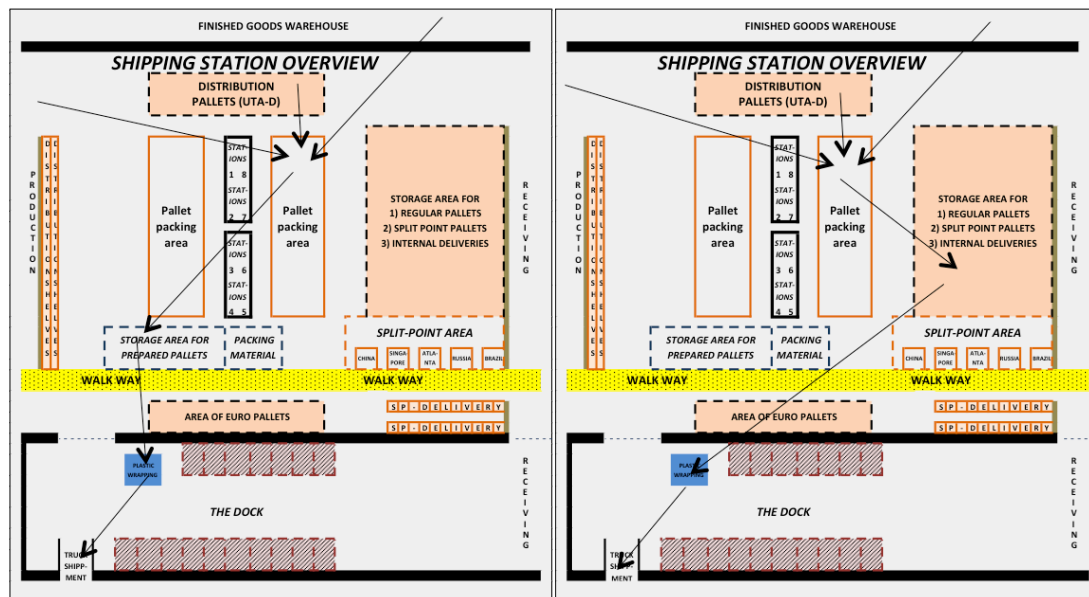 FINISHED GOODS WAREHOUSE
SHIPPING STATION OVERVIEW
DISTRIBUTION
PALLETS (UTA-D)
PRODUCTION
DISTRIBUTION SHELVES
DISTRIBUTION SHELVES
Pallet
packing
area
STAT-
IONS
1 8
STAT-
IONS
2 7
STAT-
IONS
3 6
STAT-
IONS
4 5
Pallet
packing
area
STORAGE AREA FOR
1) REGULAR PALLETS
2) SPLIT POINT PALLETS
3) INTERNAL DELIVERIES
RECEIVING
STORAGE AREA FOR
PREPARED PALLETS
PACKING
MATERIAL
SPLIT-POINT AREA
CHINA
SINGA
PORE
ATLA-
NTA
RUSSIA
BRAZIL
WALK WAY
WALK WAY
AREA OF EURO PALLETS
SP-DELIVERY
SP-DELIVERY
PLASTIC
WRAPPING
THE DOCK
RECEIVING
TRUCK
SHIPP-
MENT
FINISHED GOODS WAREHOUSE
SHIPPING STATION OVERVIEW
DISTRIBUTION
PALLETS (UTA-D)
PRODUCTION
DISTRIBUTION SHELVES
DISTRIBUTION SHELVES
Pallet
packing
area
STAT-
IONS
1 8
STAT-
IONS
2 7
STAT-
IONS
3 6
STAT-
IONS
4 5
Pallet
packing
area
STORAGE AREA FOR
1) REGULAR PALLETS
2) SPLIT POINT PALLETS
3) INTERNAL DELIVERIES
RECEIVING
STORAGE AREA FOR
PREPARED PALLETS
PACKING
MATERIAL
SPLIT-POINT AREA
CHINA
SINGA-
PORE
ATLA-
NTA
RUSSIA
BRAZIL
WALK WAY
WALK WAY
AREA OF EURO PALLETS
SP-DELIVERY
SP-DELIVERY
PLASTIC
WRAPPING
THE DOCK
RECEIVING
TRUCK
SHIPP-
MENT